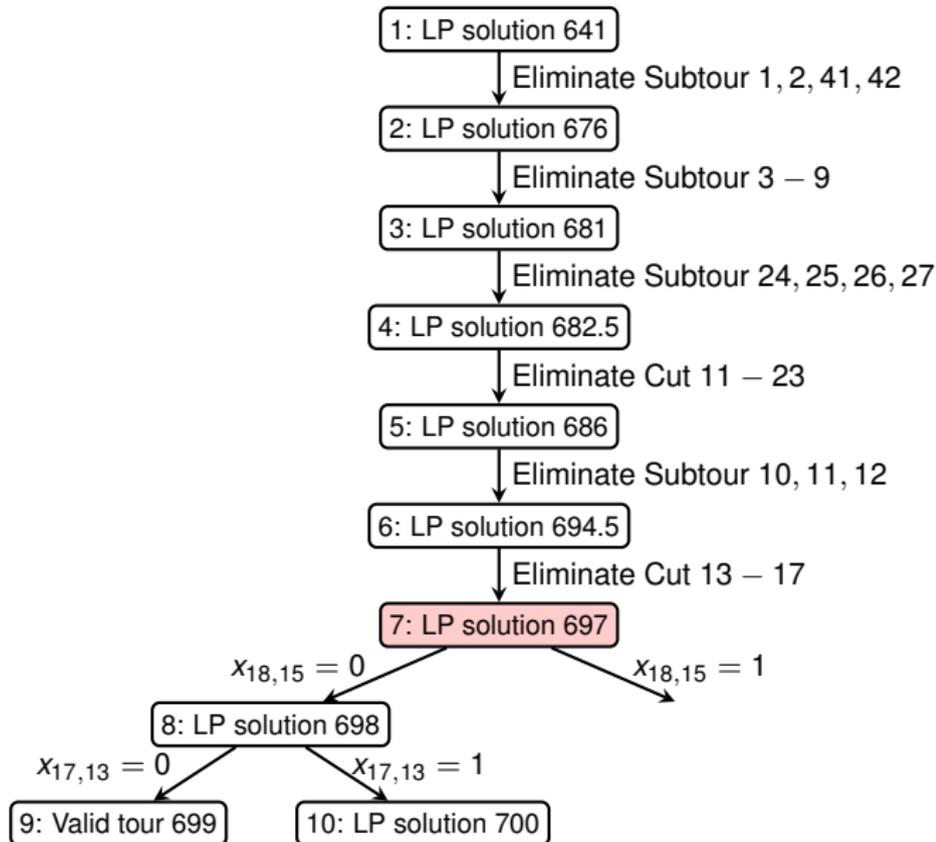 1: LP solution 641
Eliminate Subtour 1, 2, 41, 42
2: LP solution 676
Eliminate Subtour 3 − 9
3: LP solution 681
Eliminate Subtour 24, 25, 26, 27
4: LP solution 682.5
Eliminate Cut 11 − 23
5: LP solution 686
Eliminate Subtour 10, 11, 12
6: LP solution 694.5
Eliminate Cut 13 − 17
7: LP solution 697
x₁₈,₁₅ = 0
x₁₈,₁₅ = 1
8: LP solution 698
x₁₇,₁₃ = 0
x₁₇,₁₃ = 1
9: Valid tour 699
10: LP solution 700